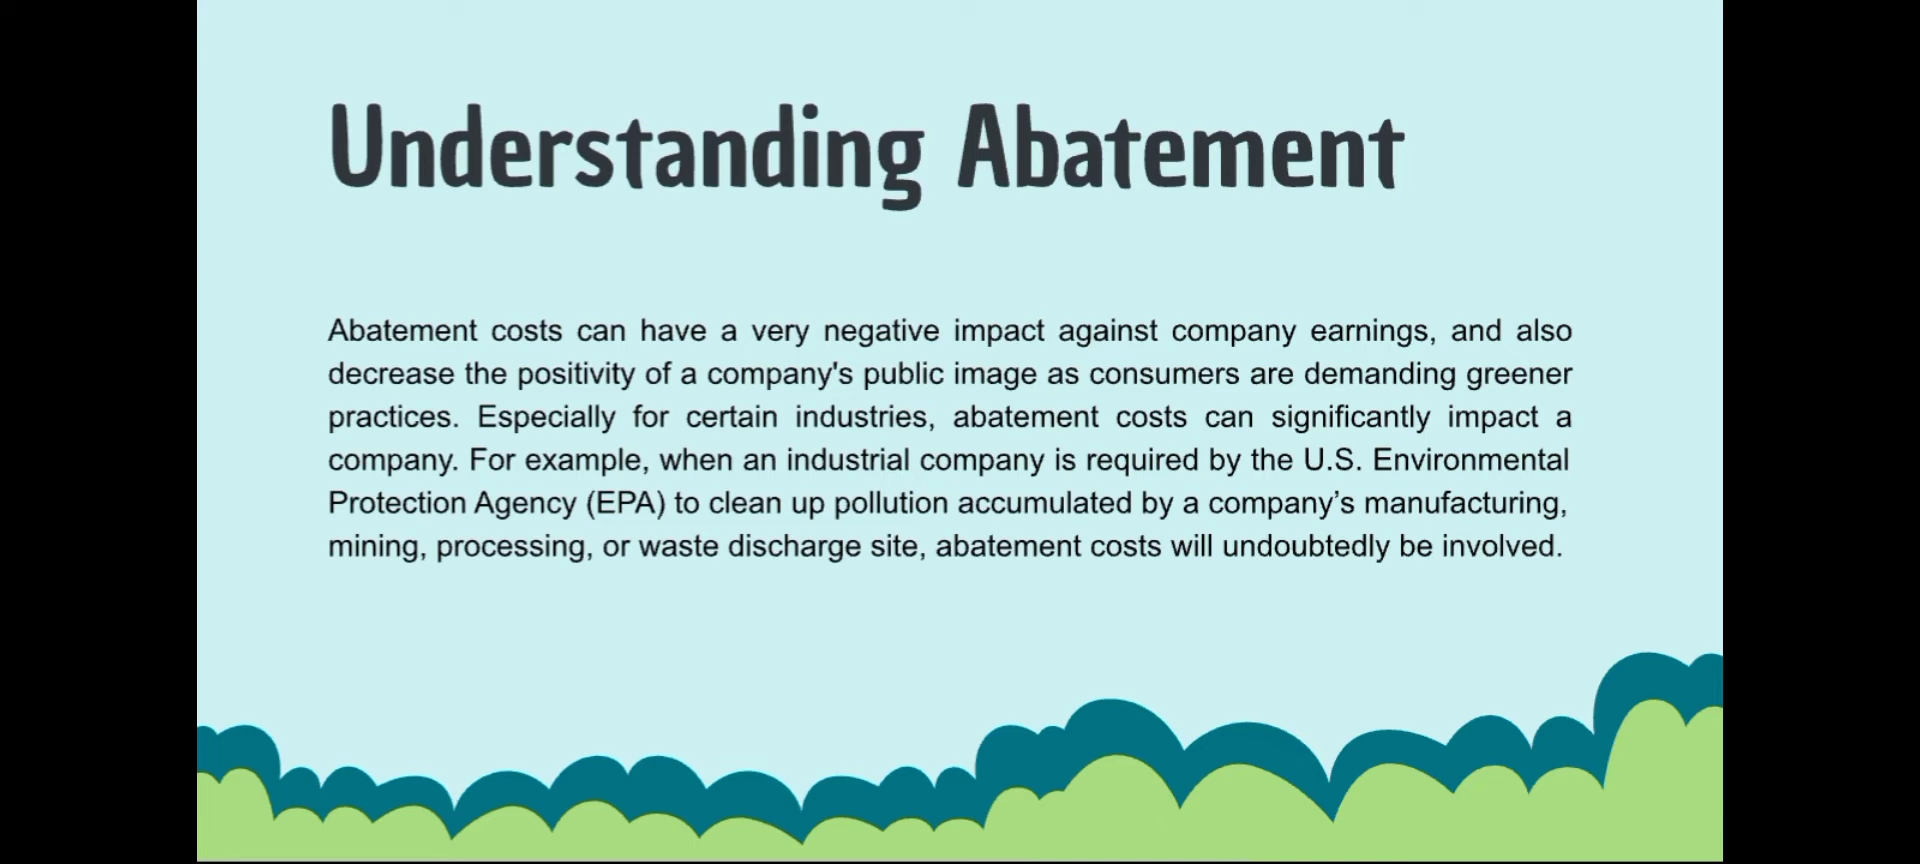 Understanding Abatement
Abatement costs can have a very negative impact against company earnings, and also
decrease the positivity of a company's public image as consumers are demanding greener
practices. Especially for certain industries, abatement costs can significantly impact a
company. For example, when an industrial company is required by the U.S. Environmental
Protection Agency (EPA) to clean up pollution accumulated by a company’s manufacturing,
mining, processing, or waste discharge site, abatement costs will undoubtedly be involved.